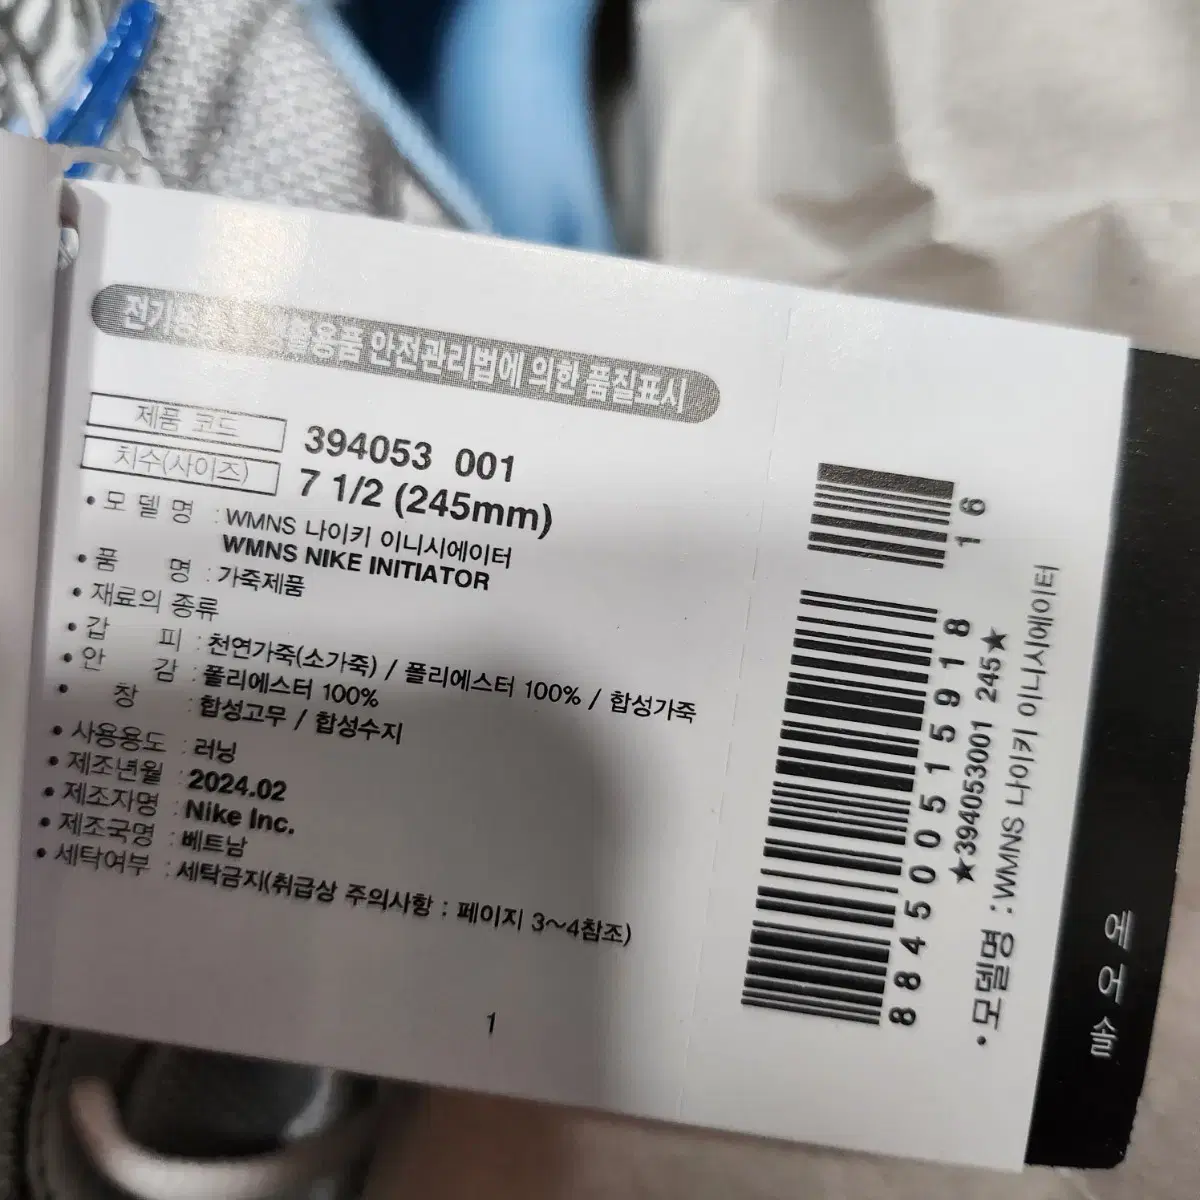 전기용품 및 생활용품 안전관리법에 의한 품질표시
제품 코드 394053 001
치수(사이즈) 7 1/2 (245mm)
• 모 델 명 : WMNS 나이키 이니시에이터
WMNS NIKE INITIATOR
• 품 명 : 가죽제품
• 재료의 종류
• 갑 피 : 천연가죽(소가죽) / 폴리에스터 100% / 합성가죽
• 안 감 : 폴리에스터 100%
• 창 : 합성고무 / 합성수지
• 사용용도 : 러닝
• 제조년월 : 2024.02
• 제조자명 : Nike Inc.
• 제조국명 : 베트남
• 세탁여부 : 세탁금지(취급상 주의사항 : 페이지 3~4참조)
1
16
884500515918
★394053001 245★
• 모델명 : WMNS 나이키 이니시에이터
에어솔